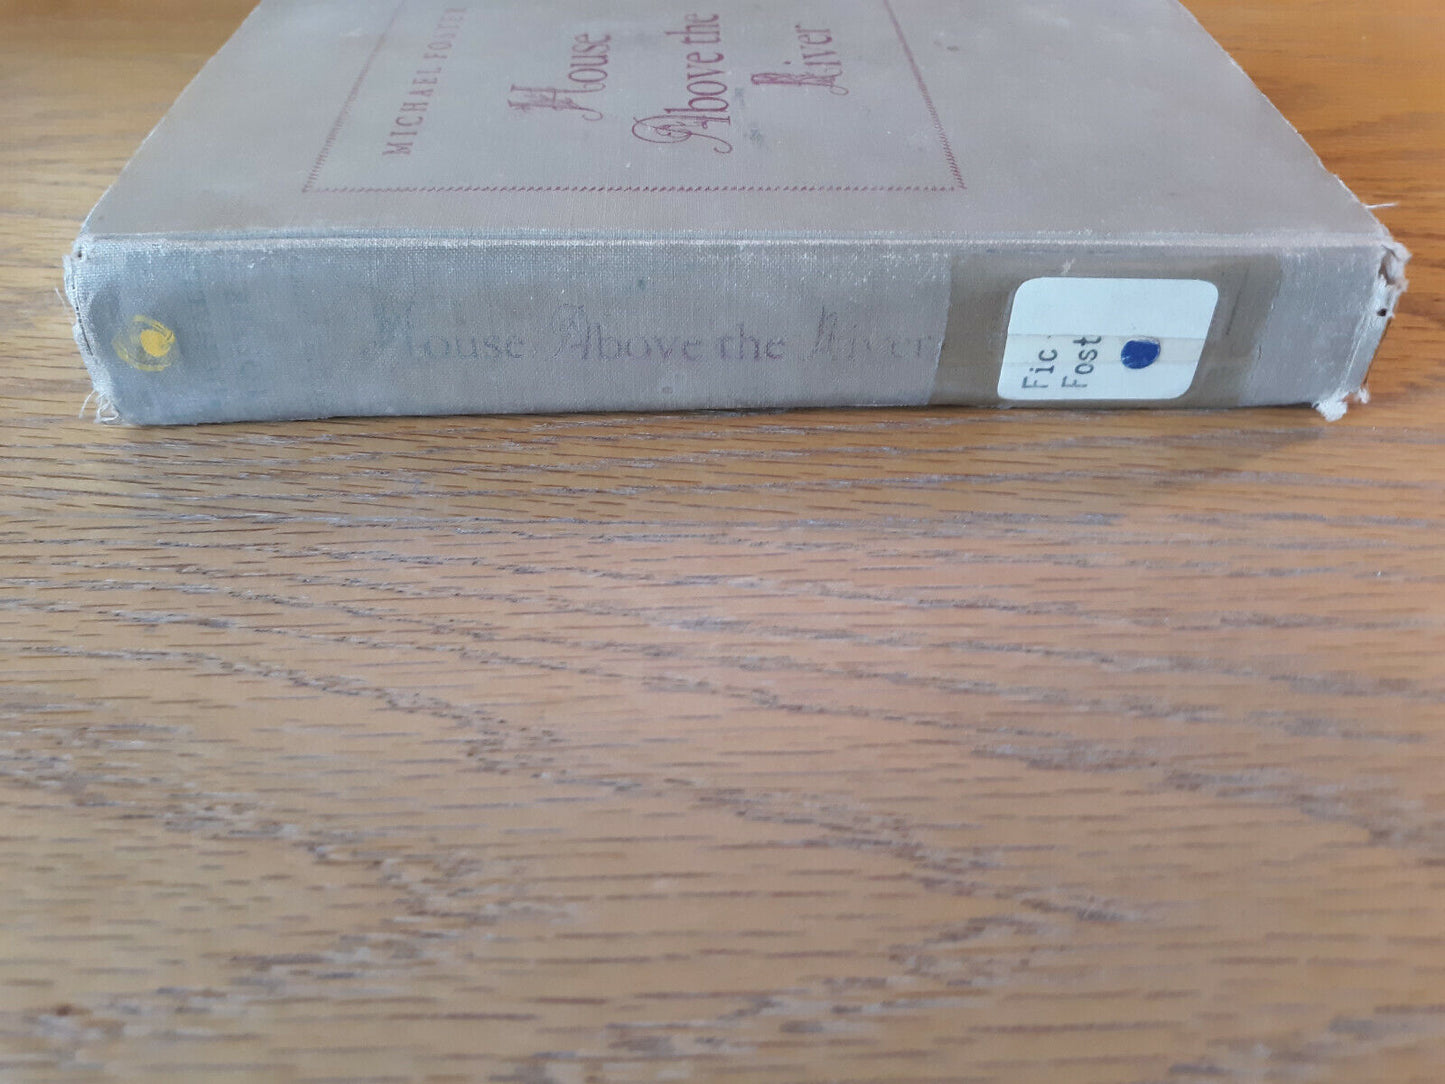 House
Above the
River
MICHAEL FOSTER
House Above the River
Fic
Fost